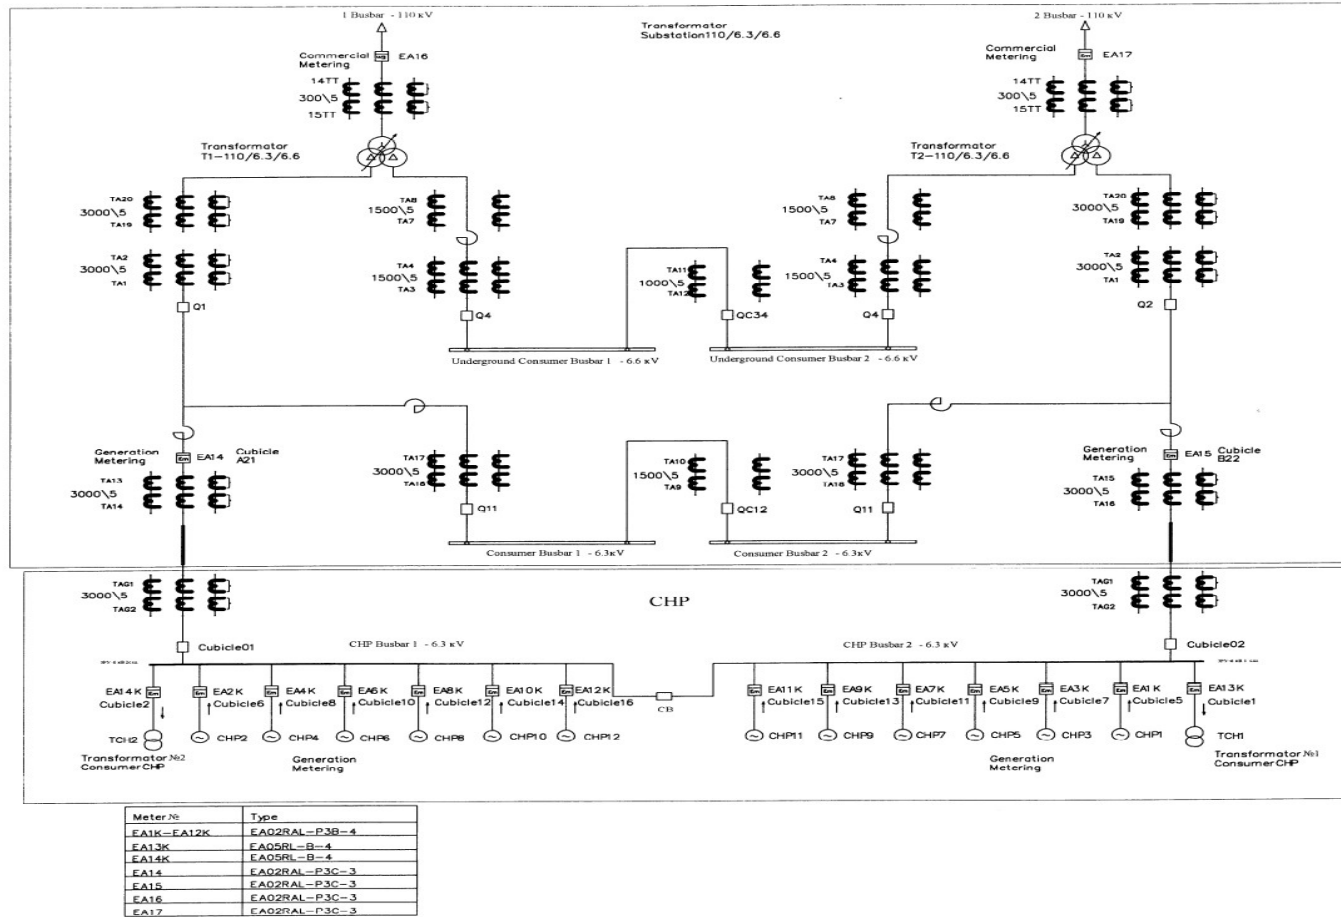 1 Busbar - 110 кV
2 Busbar - 110 кV
Transformator
Substation110/6.3/6.6
Commercial
Metering
EA16
Commercial
Metering
EA17
14TT
300\5
15TT
14TT
300\5
15TT
Transformator
T1-110/6.3/6.6
Transformator
T2-110/6.3/6.6
TA20
3000\5
TA19
TA8
1500\5
TA7
TA8
1500\5
TA7
TA20
3000\5
TA19
TA2
3000\5
TA1
TA4
1500\5
TA3
TA11
1000\5
TA12
TA4
1500\5
TA3
TA2
3000\5
TA1
Q1
Q4
QC34
Q4
Q2
Underground Consumer Busbar 1 - 6.6 кV
Underground Consumer Busbar 2 - 6.6 кV
Generation
Metering
EA14
Cubicle
A21
Generation
Metering
EA15
Cubicle
B22
TA13
3000\5
TA14
TA17
3000\5
TA18
TA10
1500\5
TA9
TA17
3000\5
TA18
TA15
3000\5
TA16
Q11
QC12
Q11
Consumer Busbar 1 - 6.3кV
Consumer Busbar 2 - 6.3кV
TAG1
3000\5
TAG2
CHP
TAG1
3000\5
TAG2
Cubicle01
CHP Busbar 1 - 6.3 кV
CHP Busbar 2 - 6.3 кV
Cubicle02
EA14K
Cubicle2
EA2K
Cubicle6
EA4K
Cubicle8
EA6K
Cubicle10
EA8K
Cubicle12
EA10K
Cubicle14
EA12K
Cubicle16
CB
EA11K
Cubicle15
EA9K
Cubicle13
EA7K
Cubicle11
EA5K
Cubicle9
EA3K
Cubicle7
EA1K
Cubicle5
EA13K
Cubicle1
TCH2
CHP2
CHP4
CHP6
CHP8
CHP10
CHP12
CHP11
CHP9
CHP7
CHP5
CHP3
CHP1
TCH1
Transformator №2
Consumer CHP
Generation
Metering
Generation
Metering
Transformator №1
Consumer CHP
Meter № Type
EA1K-EA12K EA02RAL-P3B-4
EA13K EA05RL-B-4
EA14K EA05RL-B-4
EA14 EA02RAL-P3C-3
EA15 EA02RAL-P3C-3
EA16 EA02RAL-P3C-3
EA17 EA02RAL-P3C-3